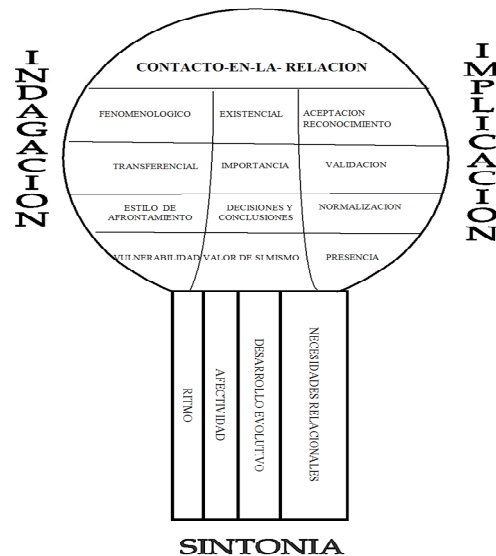 INDAGACION
CONTACTO-EN-LA- RELACION
FENOMENOLOGICO
EXISTENCIAL
ACEPTACION
RECONOCIMIENTO
TRANSFERENCIAL
IMPORTANCIA
VALIDACION
ESTILO DE
AFRONTAMIENTO
DECISIONES Y
CONCLUSIONES
NORMALIZACION
VULNERABILIDAD
VALOR DE SI MISMO
PRESENCIA
IMPLICACION
RITMO
AFECTIVIDAD
DESARROLLO EVOLUTIVO
NECESIDADES RELACIONALES
SINTONIA